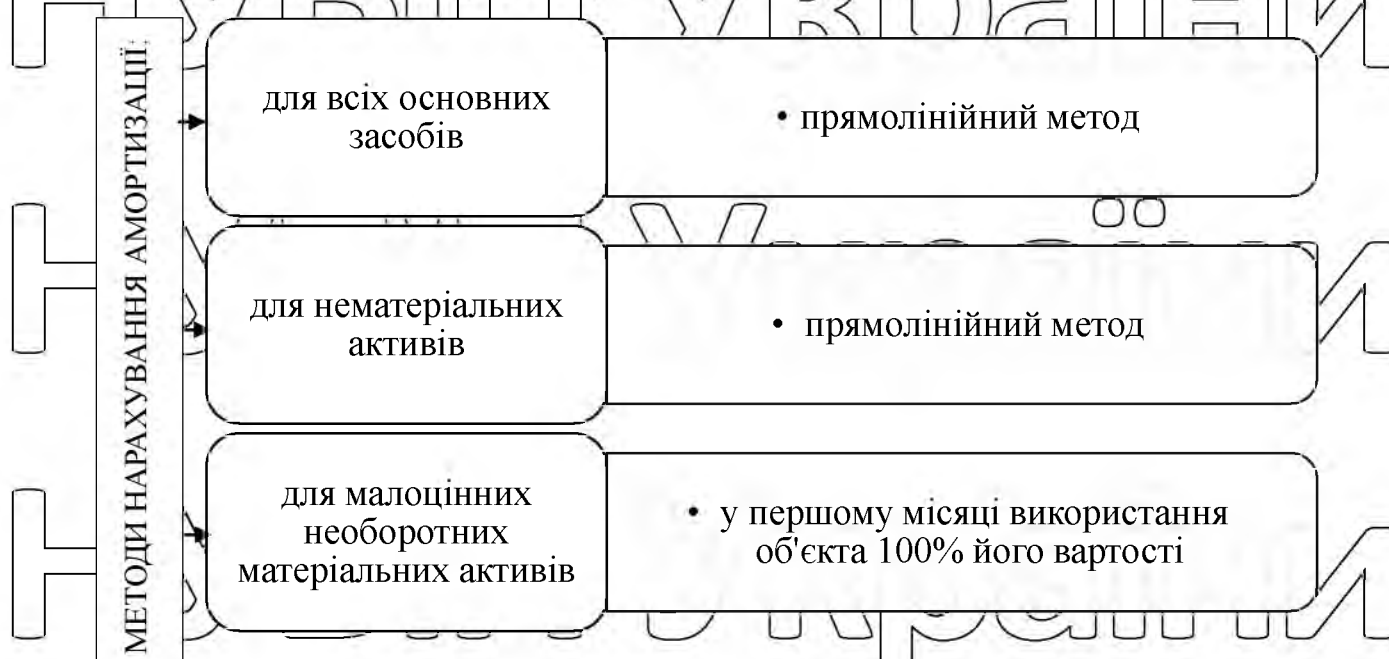 МЕТОДИ НАРАХУВАННЯ АМОРТИЗАЦІЇ:
для всіх основних
засобів
• прямолінійний метод
для нематеріальних
активів
• прямолінійний метод
для малоцінних
необоротних
матеріальних активів
• у першому місяці використання
об'єкта 100% його вартості